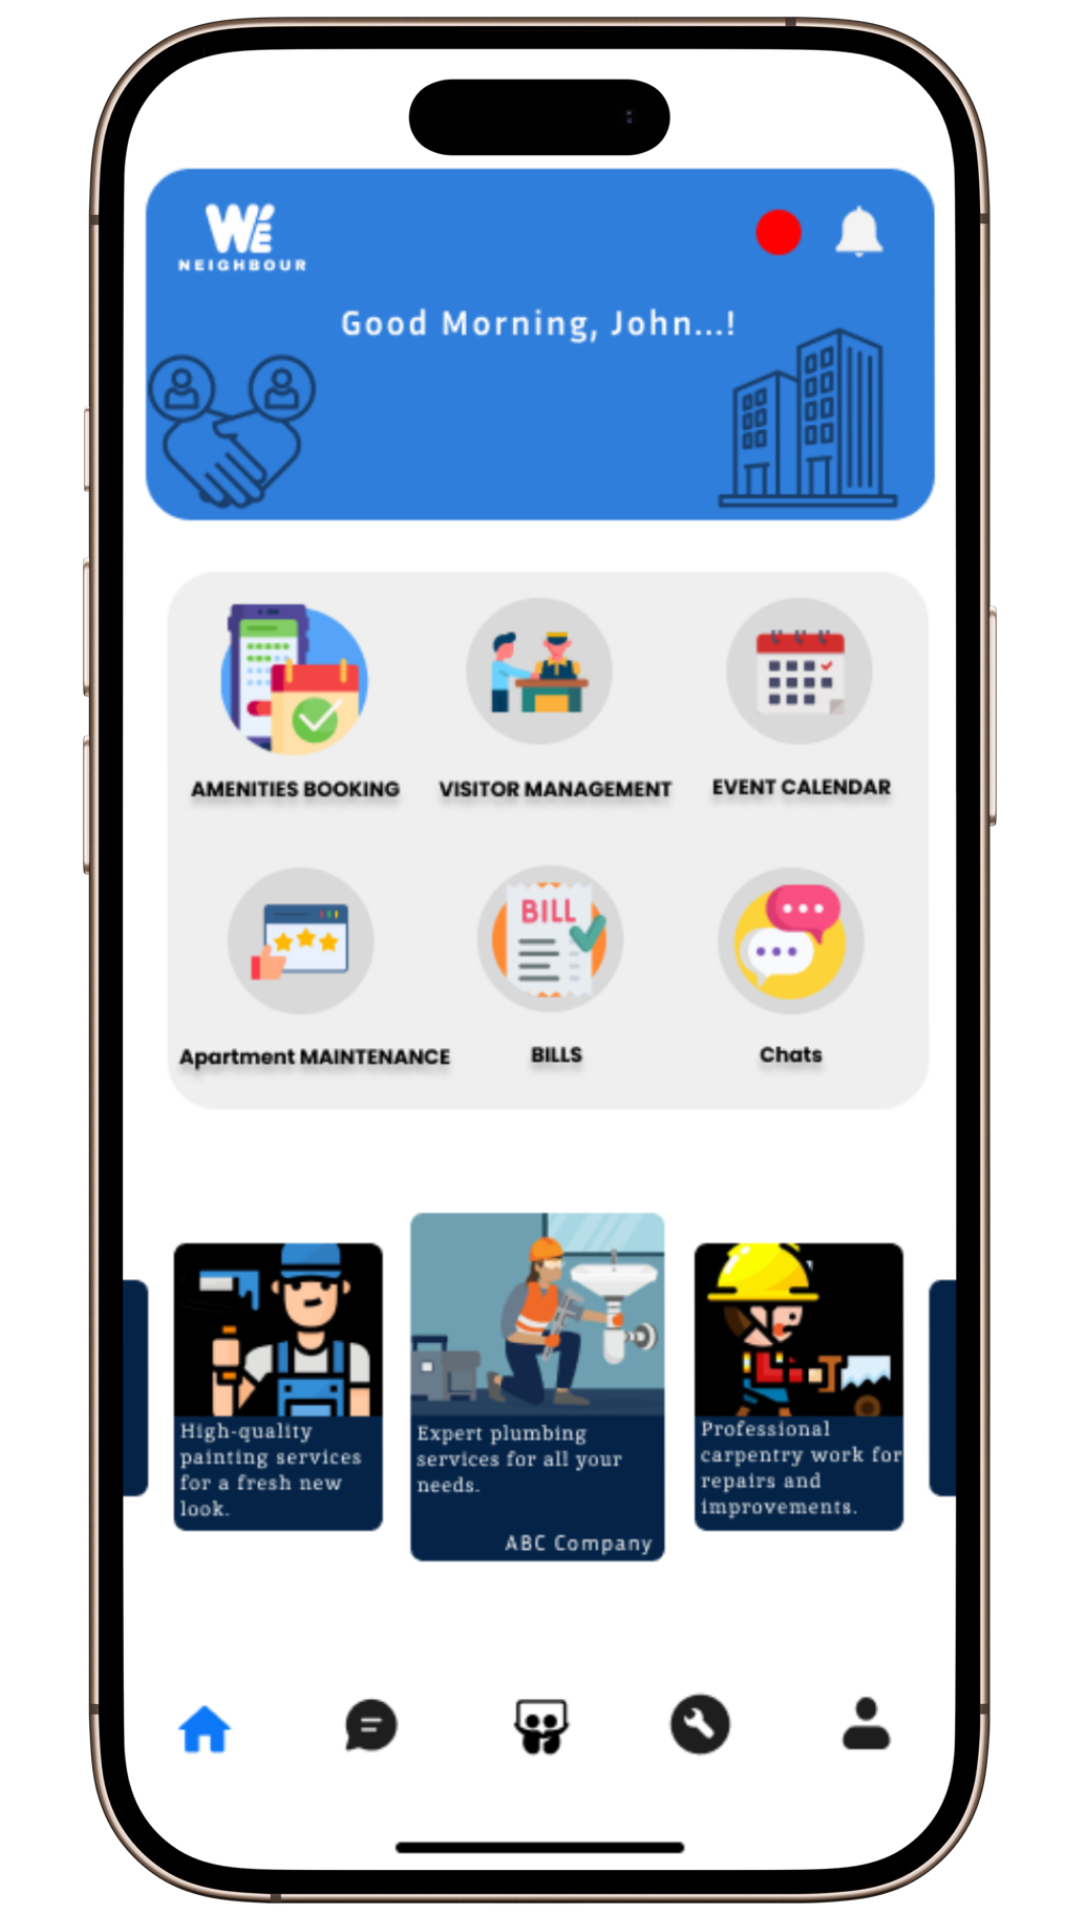 WÉ
NEIGHBOUR
Good Morning, John...!
AMENITIES BOOKING
VISITOR MANAGEMENT
EVENT CALENDAR
BILL
Apartment MAINTENANCE
BILLS
Chats
High-quality
painting services
for a fresh new
look.
Expert plumbing
services for all your
needs.
ABC Company
Professional
carpentry work for
repairs and
improvements.